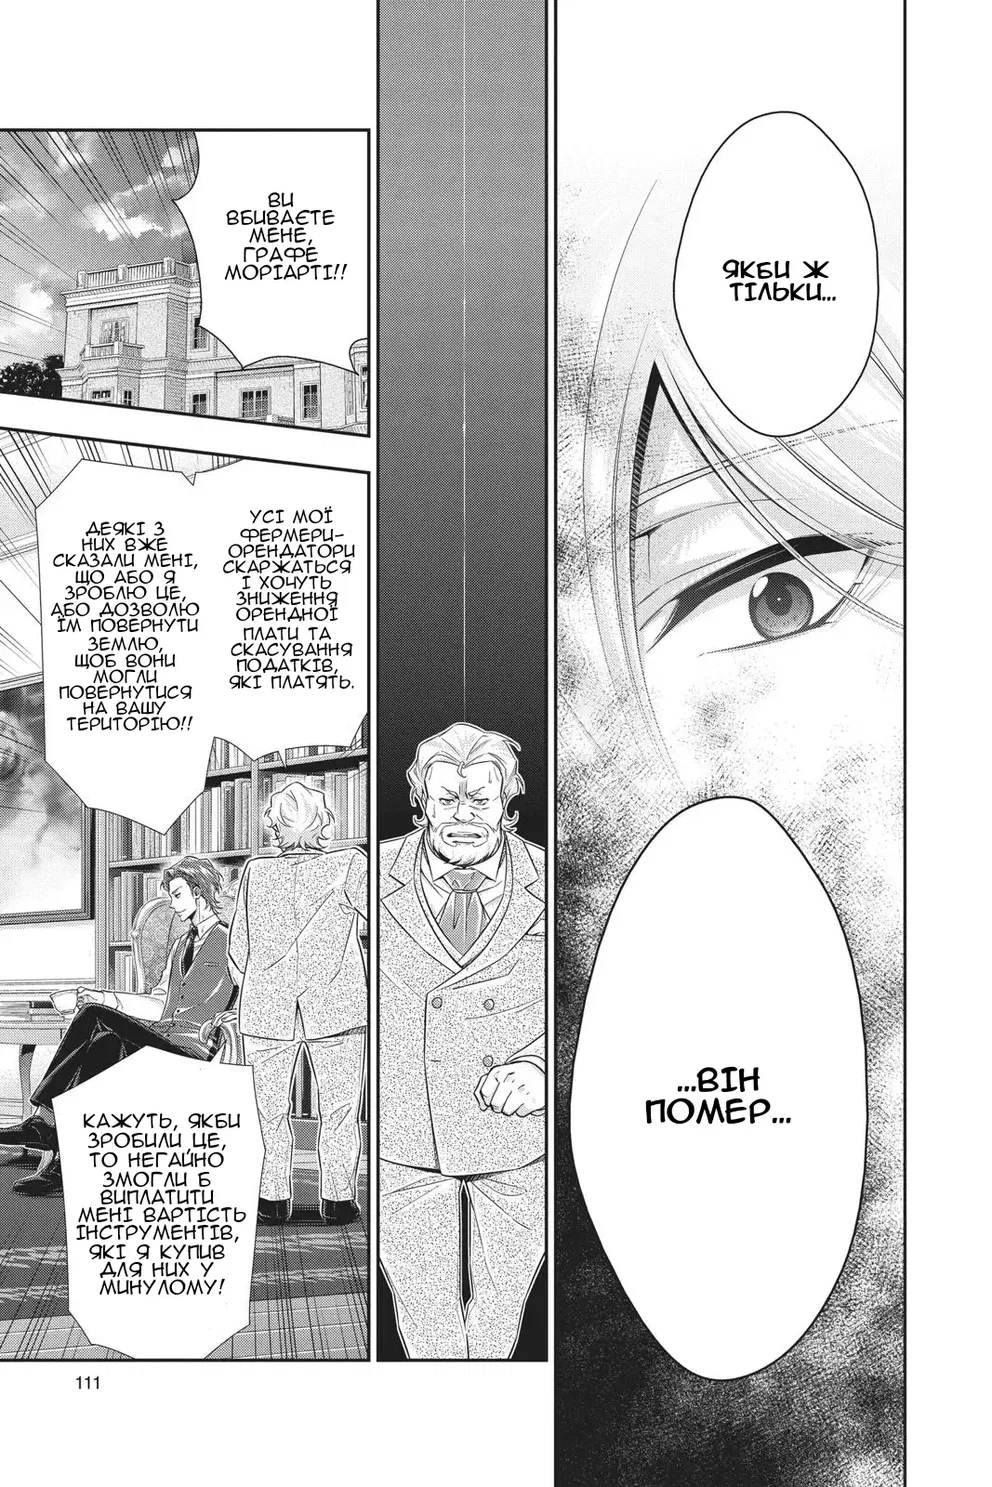 ЯКБИ Ж
ТІЛЬКИ...
...ВІН
ПОМЕР...
ВИ
ВБИВАЄТЕ
МЕНЕ,
ГРАФЕ
МОРІАРТІ!!
УСІ МОЇ
ФЕРМЕРИ-
ОРЕНДАТОРИ
СКАРЖАТЬСЯ
І ХОЧУТЬ
ЗНИЖЕННЯ
ОРЕНДНОЇ
ПЛАТИ ТА
СКАСУВАННЯ
ПОДАТКІВ,
ЯКІ ПЛАТЯТЬ.
ДЕЯКІ З
НИХ ВЖЕ
СКАЗАЛИ МЕНІ,
ЩО АБО Я
ЗРОБЛЮ ЦЕ,
АБО ДОЗВОЛЮ
ЇМ ПОВЕРНУТИ
ЗЕМЛЮ,
ЩОБ ВОНИ
МОГЛИ
ПОВЕРНУТИСЯ
НА ВАШУ
ТЕРИТОРІЮ!!
КАЖУТЬ, ЯКБИ
ЗРОБИЛИ ЦЕ,
ТО НЕГАЙНО
ЗМОГЛИ Б
ВИПЛАТИТИ
МЕНІ ВАРТІСТЬ
ІНСТРУМЕНТІВ,
ЯКІ Я КУПИВ
ДЛЯ НИХ У
МИНУЛОМУ!
111